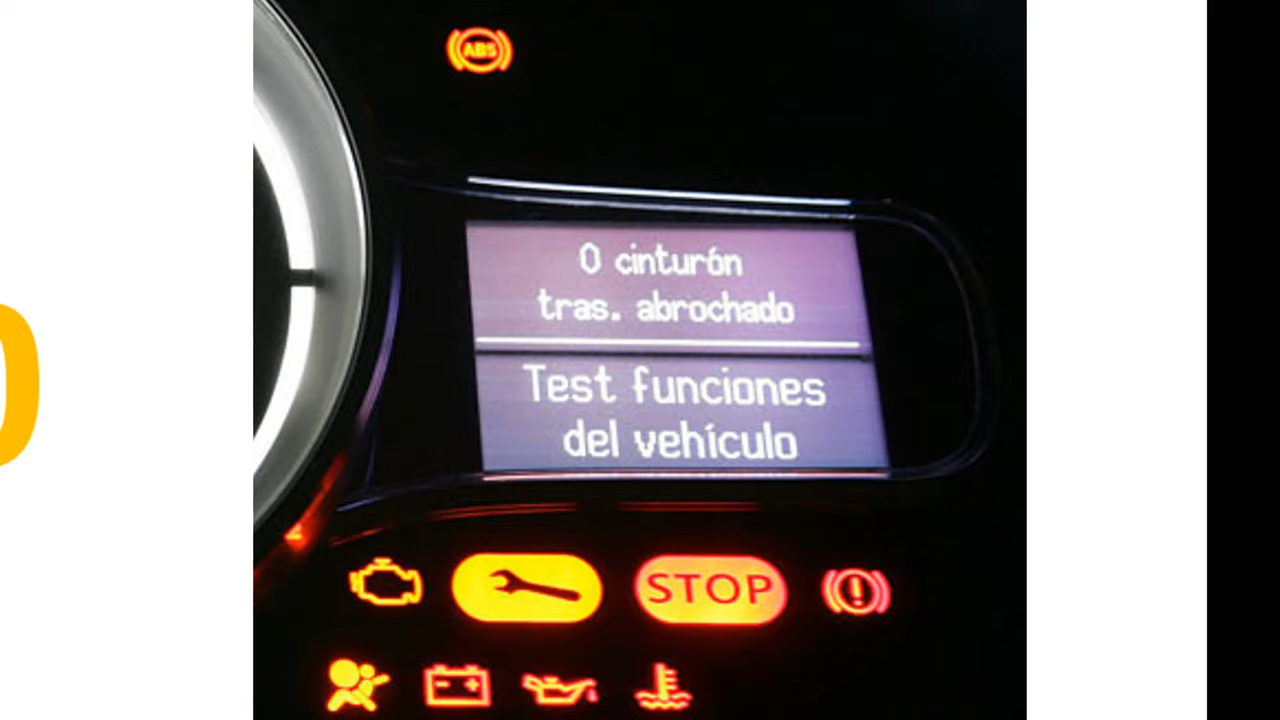 ABS
0 cinturón
tras. abrochado
Test funciones
del vehículo
STOP